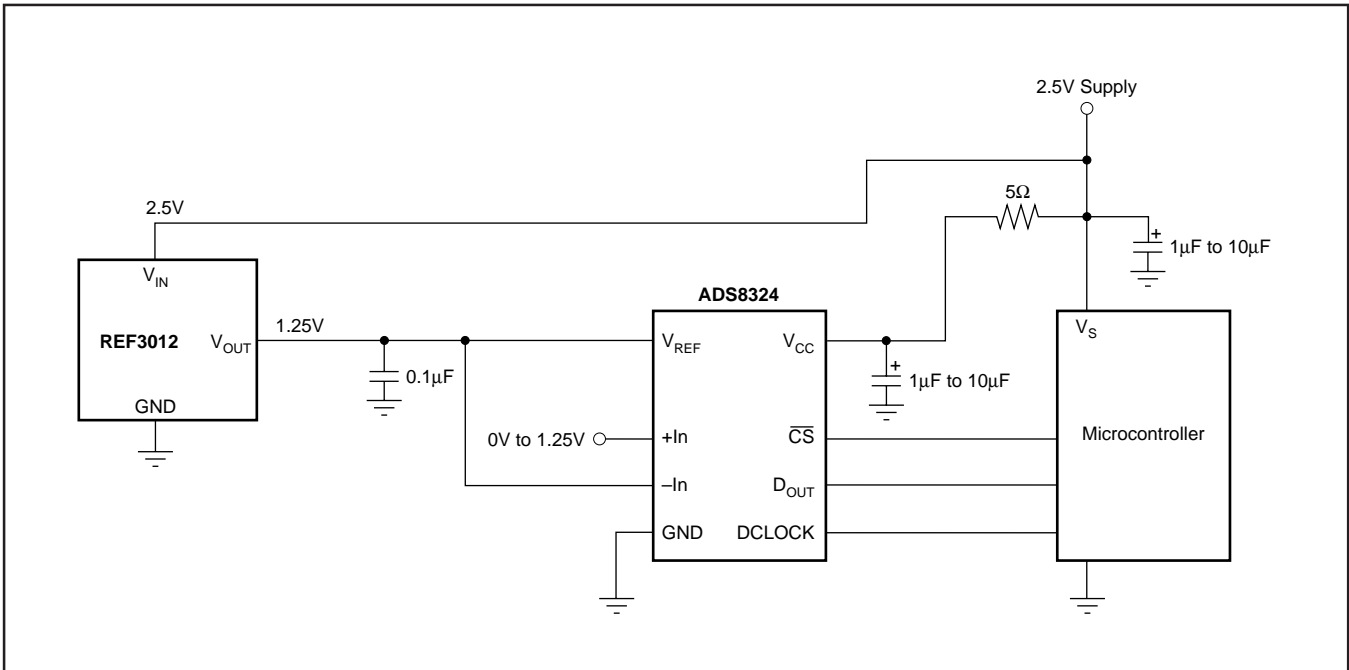 2.5V Supply
5Ω
2.5V
+
1μF to 10μF
V_IN
ADS8324
V_S
REF3012
V_OUT
1.25V
V_REF
V_CC
+
0.1μF
1μF to 10μF
GND
0V to 1.25V
+In
C̅S̅
Microcontroller
–In
D_OUT
GND
DCLOCK